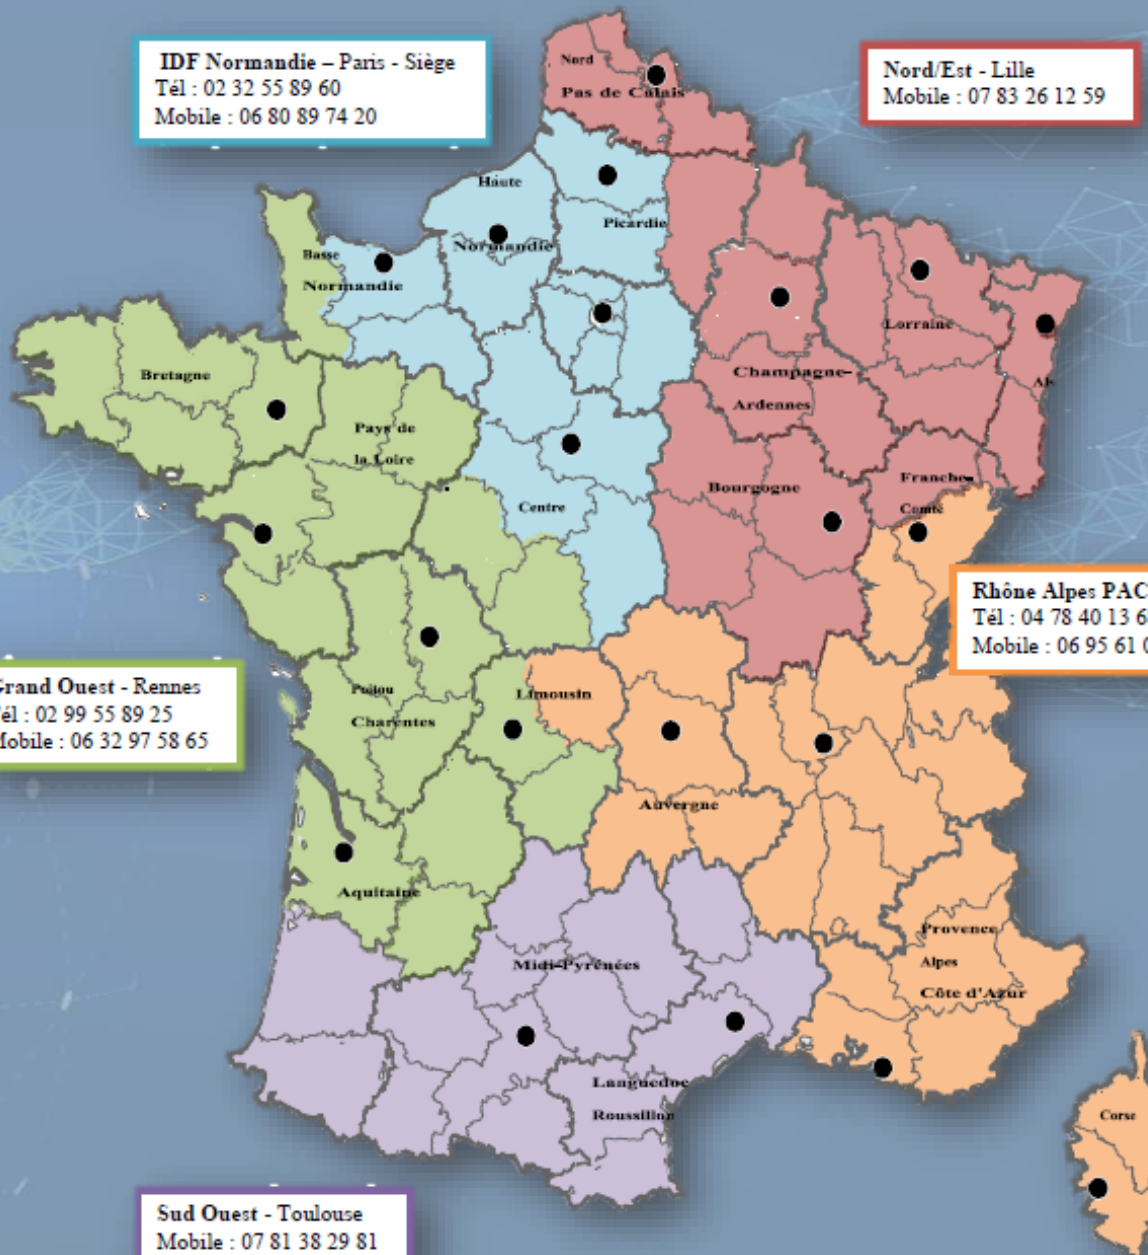 IDF Normandie – Paris - Siège
Tél : 02 32 55 89 60
Mobile : 06 80 89 74 20
Nord/Est - Lille
Mobile : 07 83 26 12 59
Nord
Pas de Calais
Haute
Normandie
Picardie
Basse
Normandie
Lorraine
Champagne-
Ardennes
Als
Bretagne
Pays de
la Loire
Centre
Bourgogne
Franche-
Comté
Rhône Alpes PAC
Tél : 04 78 40 13 6
Mobile : 06 95 61 0
Grand Ouest - Rennes
Tél : 02 99 55 89 25
Mobile : 06 32 97 58 65
Poitou
Charentes
Limousin
Auvergne
Aquitaine
Midi-Pyrénées
Provence
Alpes
Côte d'Azur
Languedoc
Roussillon
Corse
Sud Ouest - Toulouse
Mobile : 07 81 38 29 81